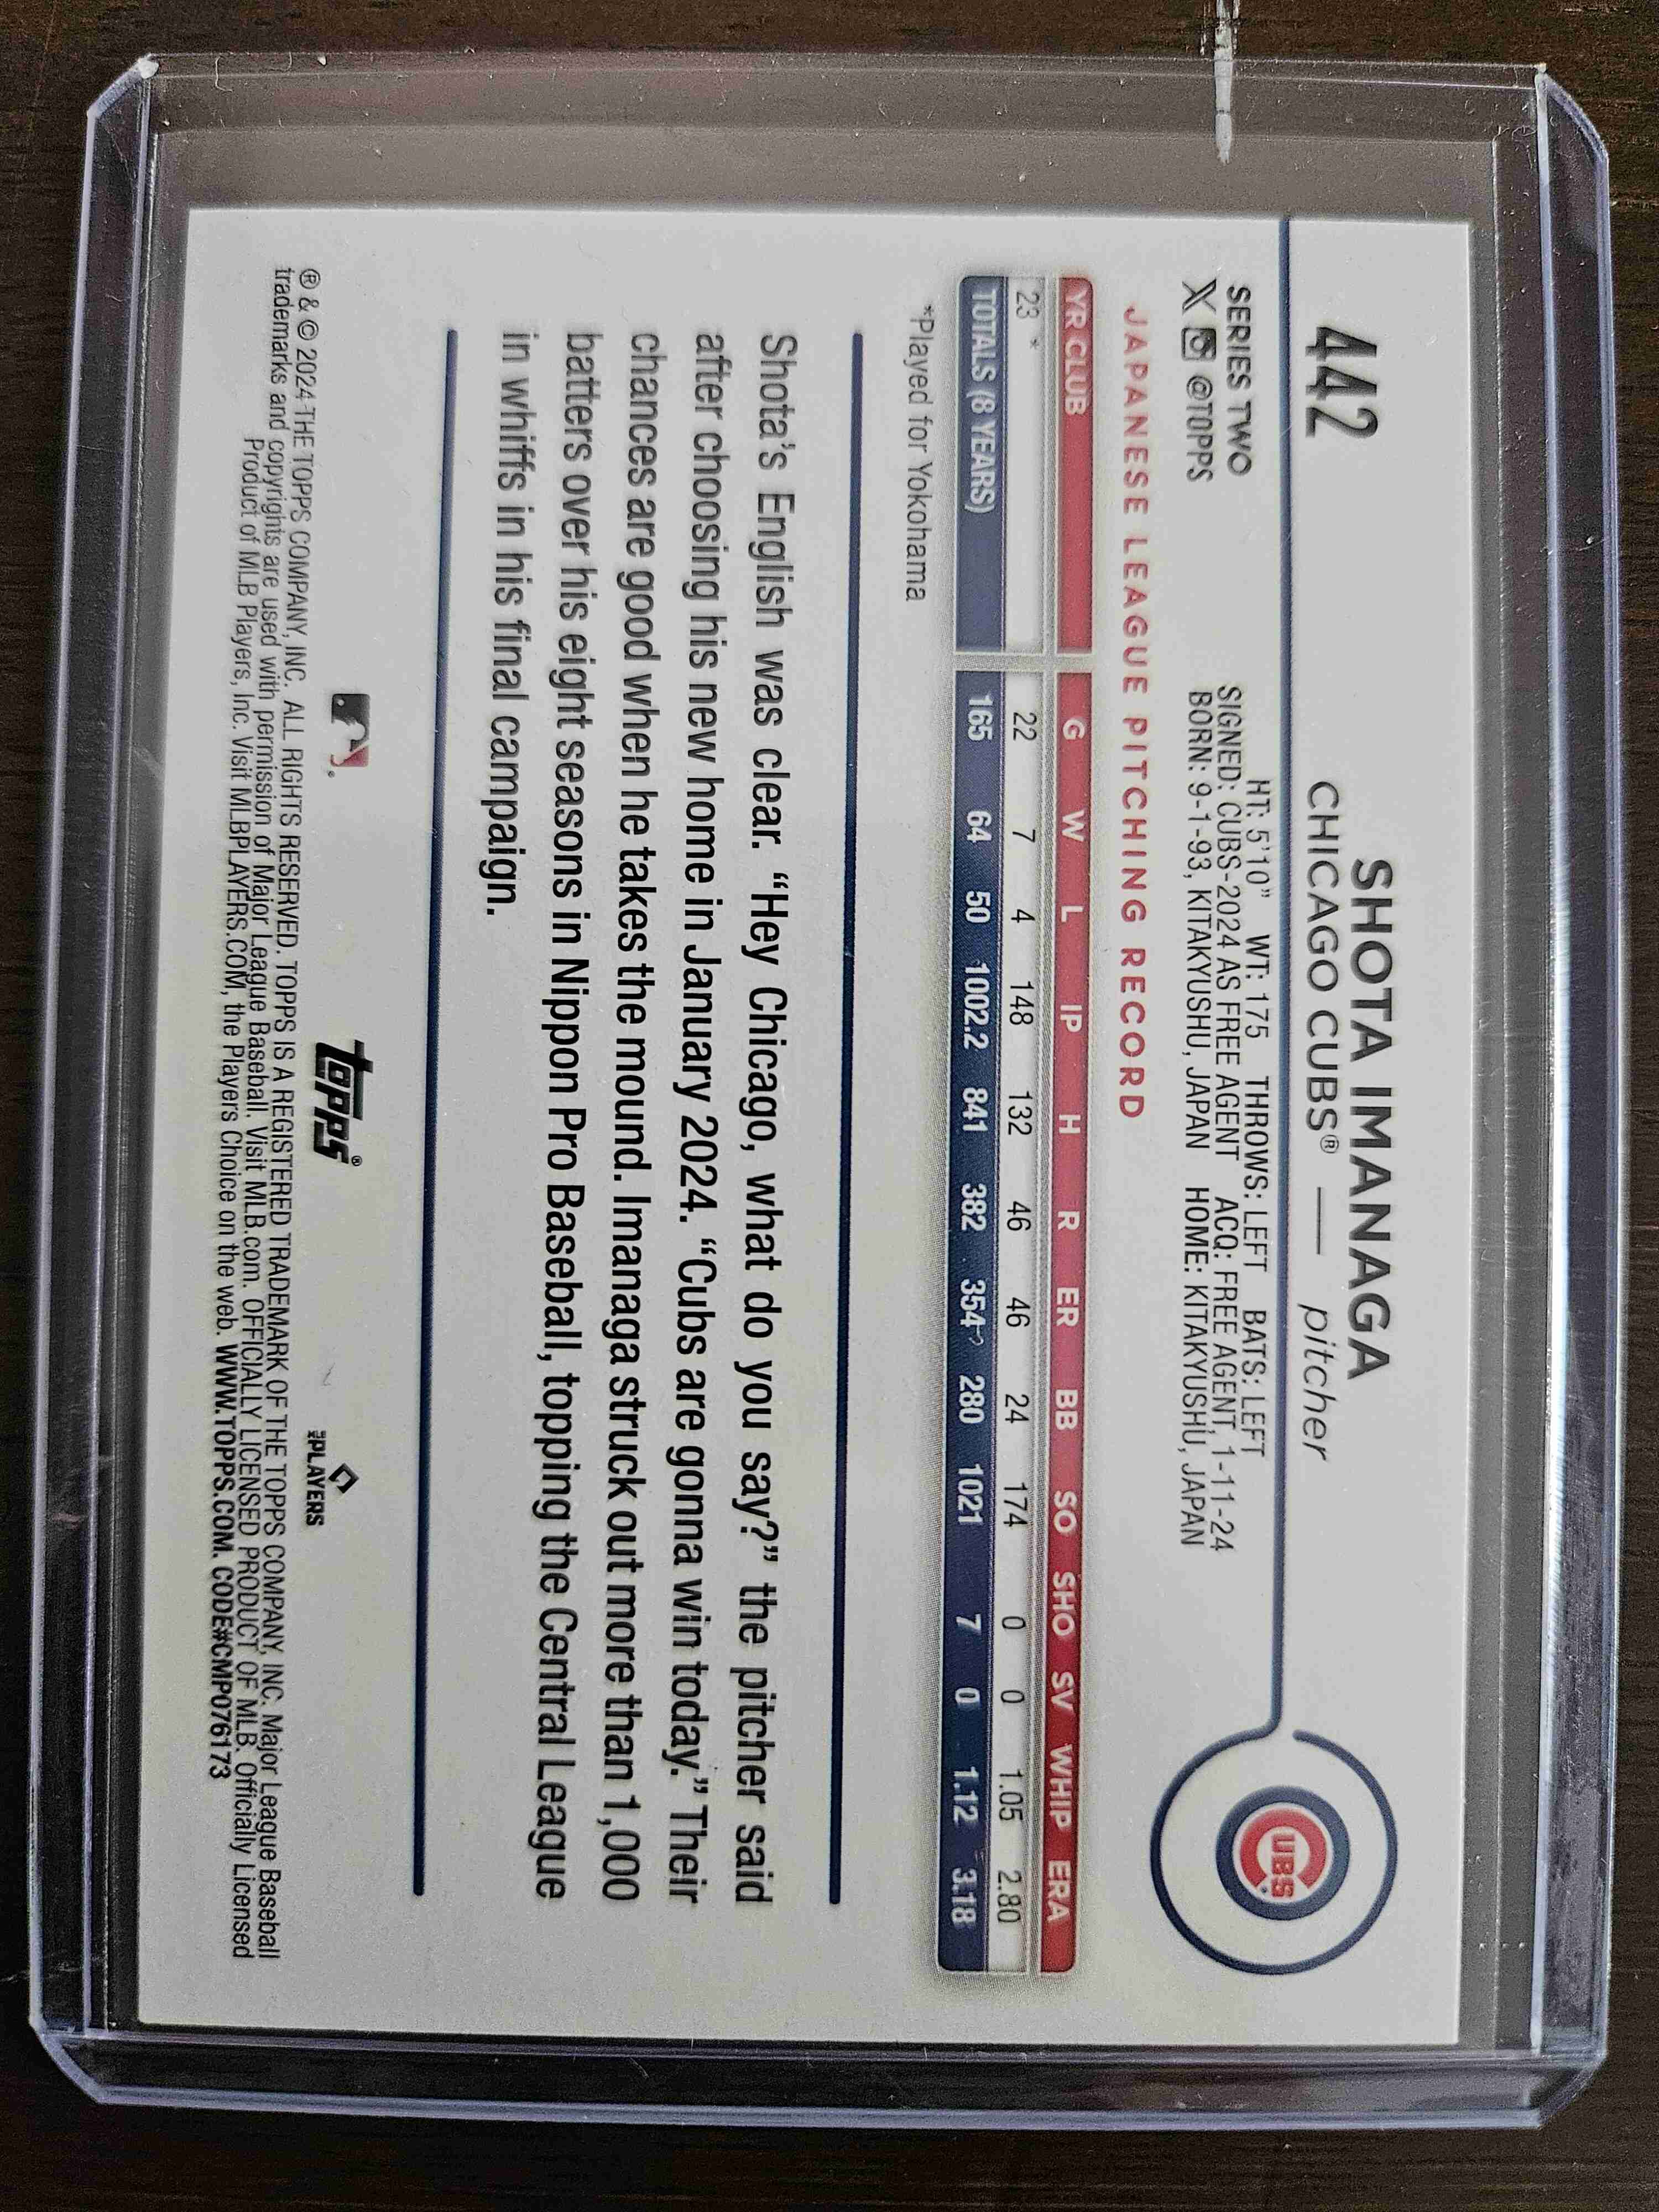 442
SHOTA IMANAGA
CHICAGO CUBS® — pitcher
SERIES TWO
X @TOPPS
HT: 5'10" WT: 175 THROWS: LEFT BATS: LEFT
SIGNED: CUBS-2024 AS FREE AGENT ACQ: FREE AGENT, 1-11-24
BORN: 9-1-93, KITAKYUSHU, JAPAN HOME: KITAKYUSHU, JAPAN
CUBS
JAPANESE LEAGUE PITCHING RECORD
YR CLUB G W L IP H R ER BB SO SHO SV WHIP ERA
23 * 22 7 4 148 132 46 46 24 174 0 0 1.05 2.80
TOTALS (8 YEARS) 165 64 50 1002.2 841 382 354 280 1021 7 0 1.12 3.18
*Played for Yokohama
Shota's English was clear. “Hey Chicago, what do you say?” the pitcher said
after choosing his new home in January 2024. “Cubs are gonna win today.” Their
chances are good when he takes the mound. Imanaga struck out more than 1,000
batters over his eight seasons in Nippon Pro Baseball, topping the Central League
in whiffs in his final campaign.
topps®
PLAYERS
® & © 2024 THE TOPPS COMPANY, INC. ALL RIGHTS RESERVED. TOPPS IS A REGISTERED TRADEMARK OF THE TOPPS COMPANY, INC. Major League Baseball
trademarks and copyrights are used with permission of Major League Baseball. Visit MLB.com. OFFICIALLY LICENSED PRODUCT OF MLB. Officially Licensed
Product of MLB Players, Inc. Visit MLBPLAYERS.COM, the Players Choice on the web. WWW.TOPPS.COM. CODE#CMP076173